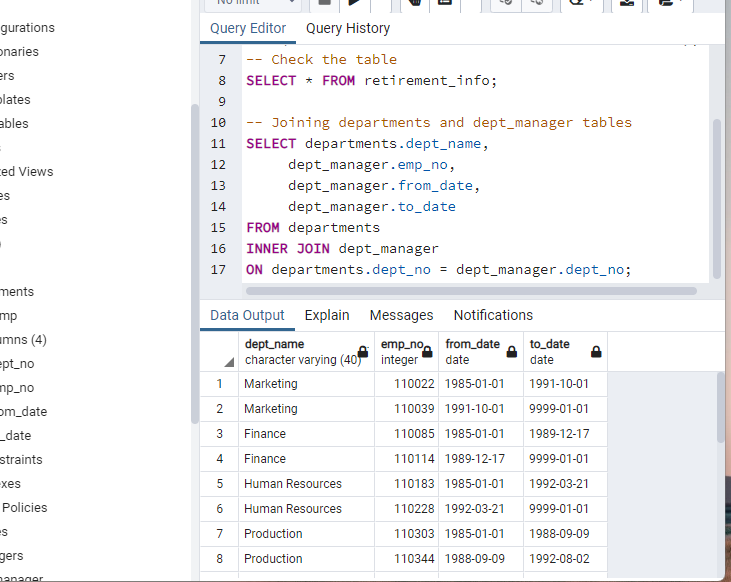 No limit
Query Editor Query History
7 -- Check the table
8 SELECT * FROM retirement_info;
9
10 -- Joining departments and dept_manager tables
11 SELECT departments.dept_name,
12 dept_manager.emp_no,
13 dept_manager.from_date,
14 dept_manager.to_date
15 FROM departments
16 INNER JOIN dept_manager
17 ON departments.dept_no = dept_manager.dept_no;
Data Output Explain Messages Notifications
dept_name emp_no from_date to_date
character varying (40) integer date date
1 Marketing 110022 1985-01-01 1991-10-01
2 Marketing 110039 1991-10-01 9999-01-01
3 Finance 110085 1985-01-01 1989-12-17
4 Finance 110114 1989-12-17 9999-01-01
5 Human Resources 110183 1985-01-01 1992-03-21
6 Human Resources 110228 1992-03-21 9999-01-01
7 Production 110303 1985-01-01 1988-09-09
8 Production 110344 1988-09-09 1992-08-02
gurations
onaries
ers
plates
ables
ed Views
es
s
ments
mp
umns (4)
ept_no
mp_no
om_date
_date
straints
exes
Policies
es
gers
manager